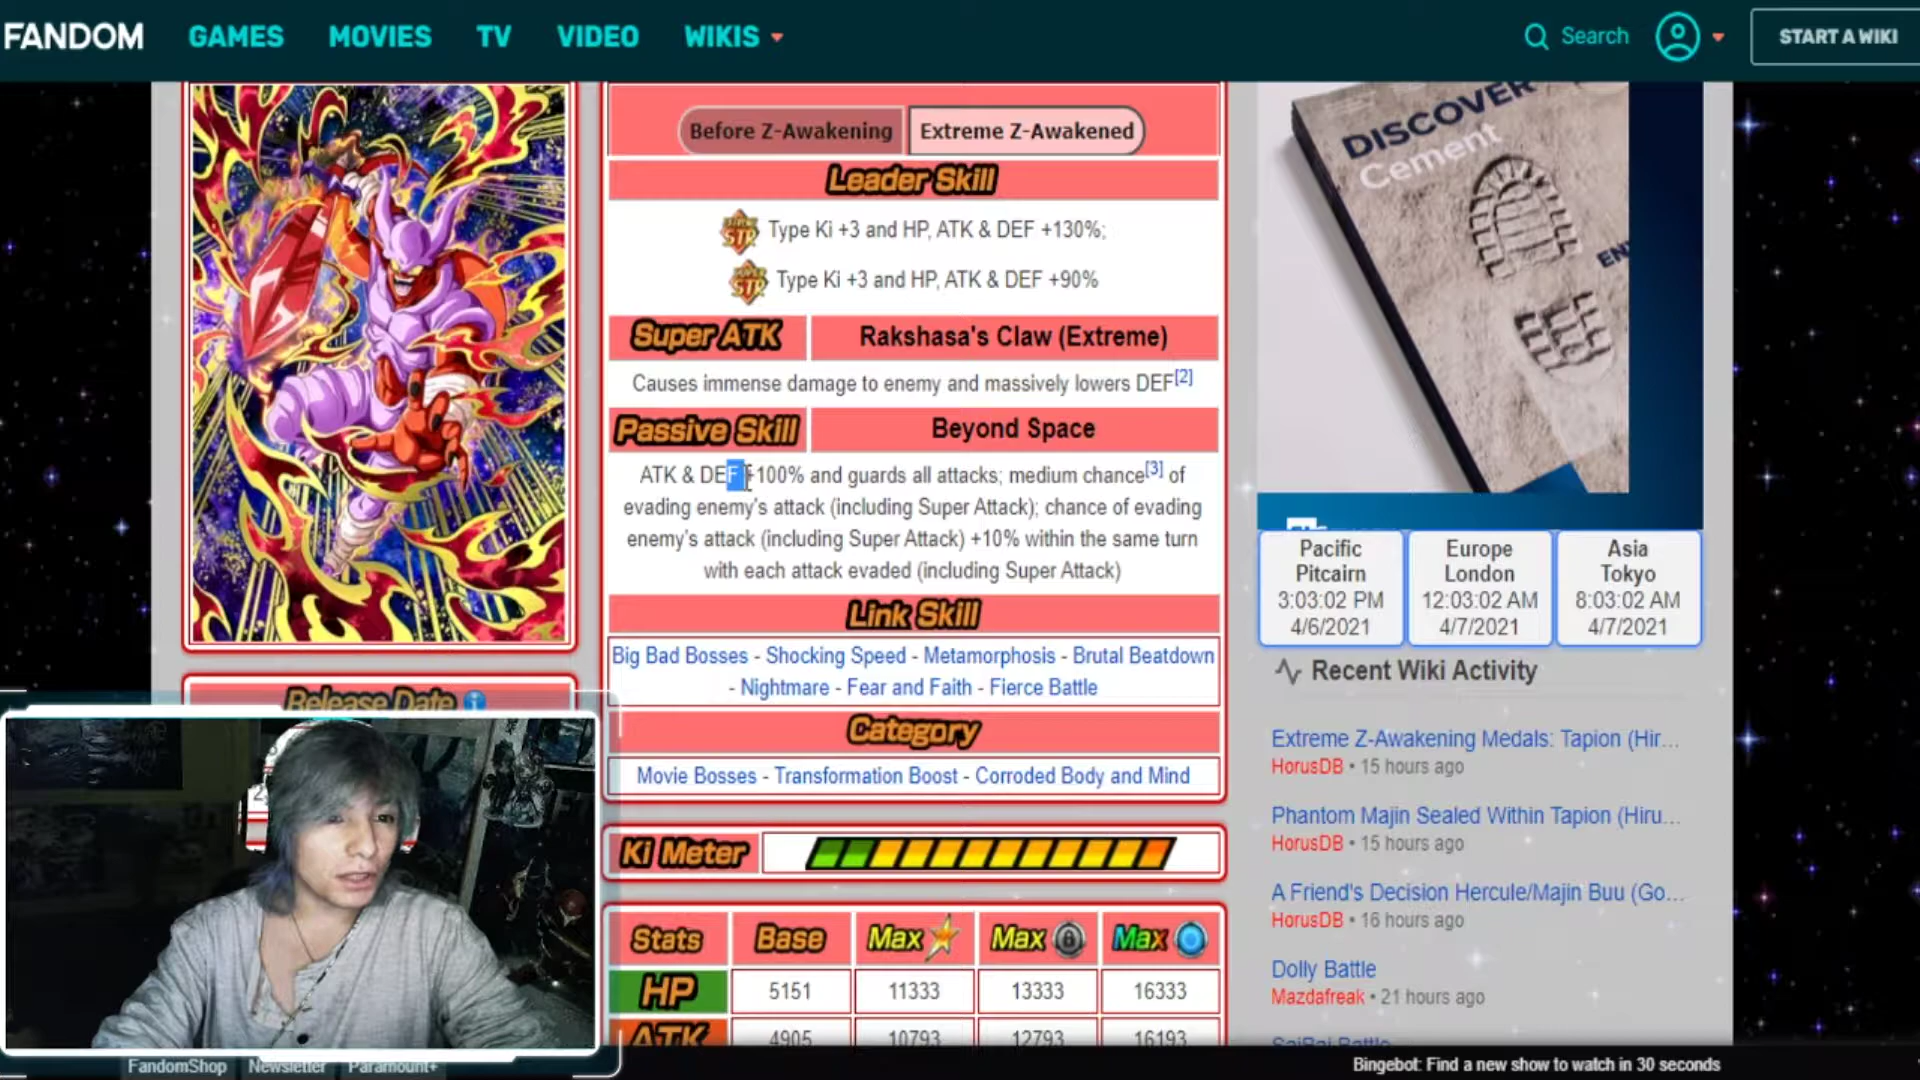 FANDOM GAMES MOVIES TV VIDEO WIKIS Search START A WIKI
Before Z-Awakening Extreme Z-Awakened
Leader Skill
STR Type Ki +3 and HP, ATK & DEF +130%;
SUPER STR Type Ki +3 and HP, ATK & DEF +90%
Super ATK Rakshasa's Claw (Extreme)
Causes immense damage to enemy and massively lowers DEF[2]
Passive Skill Beyond Space
ATK & DEF +100% and guards all attacks; medium chance[3] of
evading enemy's attack (including Super Attack); chance of evading
enemy's attack (including Super Attack) +10% within the same turn
with each attack evaded (including Super Attack)
Link Skill
Big Bad Bosses - Shocking Speed - Metamorphosis - Brutal Beatdown
- Nightmare - Fear and Faith - Fierce Battle
Category
Movie Bosses - Transformation Boost - Corroded Body and Mind
Ki Meter
Stats Base Max Max Max
HP 5151 11333 13333 16333
ATK 4905 10793 12793 16193
Release Date
DISCOVER
Cement
Pacific
Pitcairn
3:03:02 PM
4/6/2021
Europe
London
12:03:02 AM
4/7/2021
Asia
Tokyo
8:03:02 AM
4/7/2021
Recent Wiki Activity
Extreme Z-Awakening Medals: Tapion (Hir...
HorusDB • 15 hours ago
Phantom Majin Sealed Within Tapion (Hiru...
HorusDB • 15 hours ago
A Friend's Decision Hercule/Majin Buu (Go...
HorusDB • 16 hours ago
Dolly Battle
Mazdafreak • 21 hours ago
SaiBai Battle
FandomShop Newsletter Paramount+
Bingebot: Find a new show to watch in 30 seconds